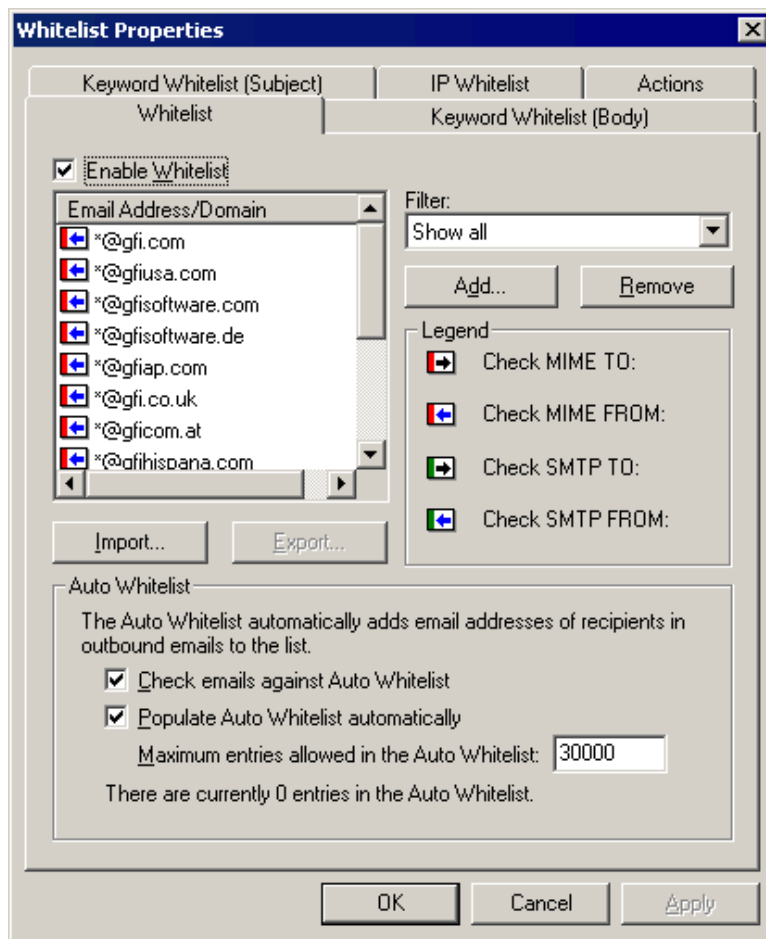 Whitelist Properties
Keyword Whitelist (Subject)
IP Whitelist
Actions
Whitelist
Keyword Whitelist (Body)
Enable Whitelist
Email Address/Domain
*@gfi.com
*@gfiusa.com
*@gfisoftware.com
*@gfisoftware.de
*@gfiap.com
*@gfi.co.uk
*@gficom.at
*@gfihispana.com
Filter:
Show all
Add...
Remove
Legend
Check MIME TO:
Check MIME FROM:
Check SMTP TO:
Check SMTP FROM:
Import...
Export...
Auto Whitelist
The Auto Whitelist automatically adds email addresses of recipients in
outbound emails to the list.
Check emails against Auto Whitelist
Populate Auto Whitelist automatically
Maximum entries allowed in the Auto Whitelist: 30000
There are currently 0 entries in the Auto Whitelist.
OK
Cancel
Apply